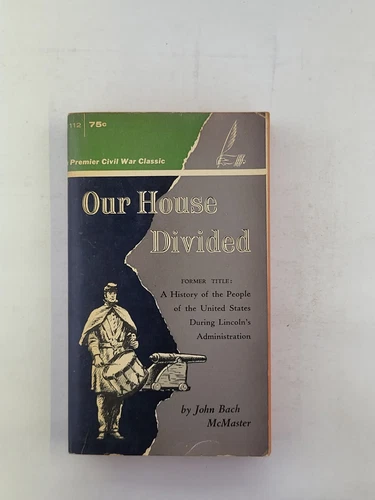 112 75c
Premier Civil War Classic
Our House
Divided
FORMER TITLE:
A History of the People
of the United States
During Lincoln's
Administration
by John Bach
McMaster